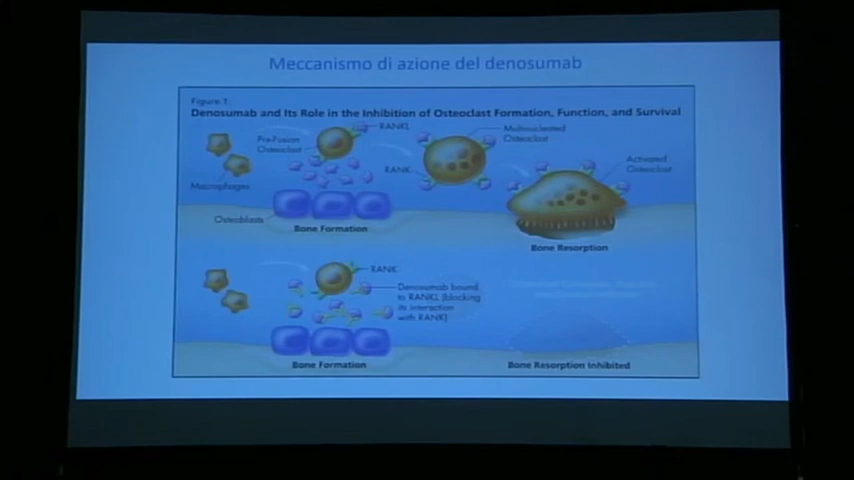 Meccanismo di azione del denosumab
Figure 1:
Denosumab and Its Role in the Inhibition of Osteoclast Formation, Function, and Survival
RANKL
Pre-Fusion
Osteoclast
Multinucleated
Osteoclast
Macrophages
RANK
Activated
Osteoclast
Osteoblasts
Bone Formation
Bone Resorption
RANK
Denosumab bound
to RANKL (blocking
its interaction
with RANK)
Bone Formation
Bone Resorption Inhibited